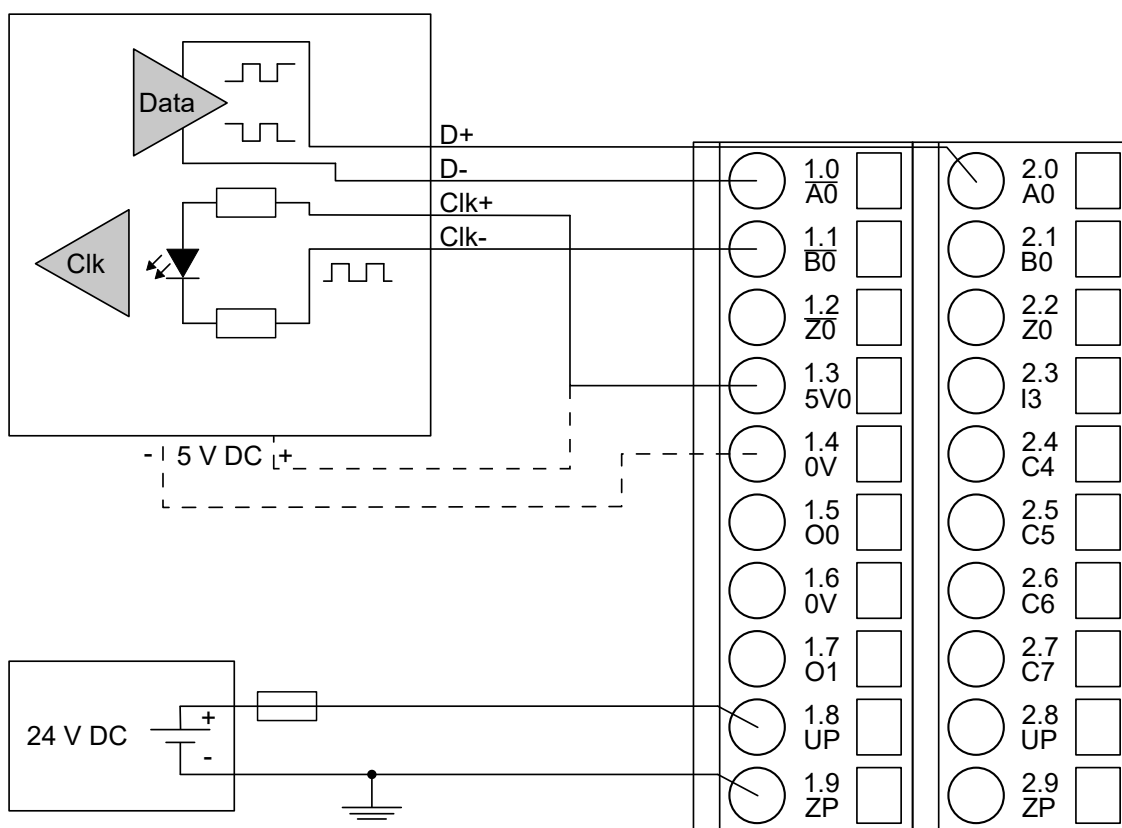 Data
D+
D-
Clk+
Clk-
Clk
- 5 V DC +
24 V DC
+
-
1.0
A0
1.1
B0
1.2
Z0
1.3
5V0
1.4
0V
1.5
O0
1.6
0V
1.7
O1
1.8
UP
1.9
ZP
2.0
A0
2.1
B0
2.2
Z0
2.3
I3
2.4
C4
2.5
C5
2.6
C6
2.7
C7
2.8
UP
2.9
ZP